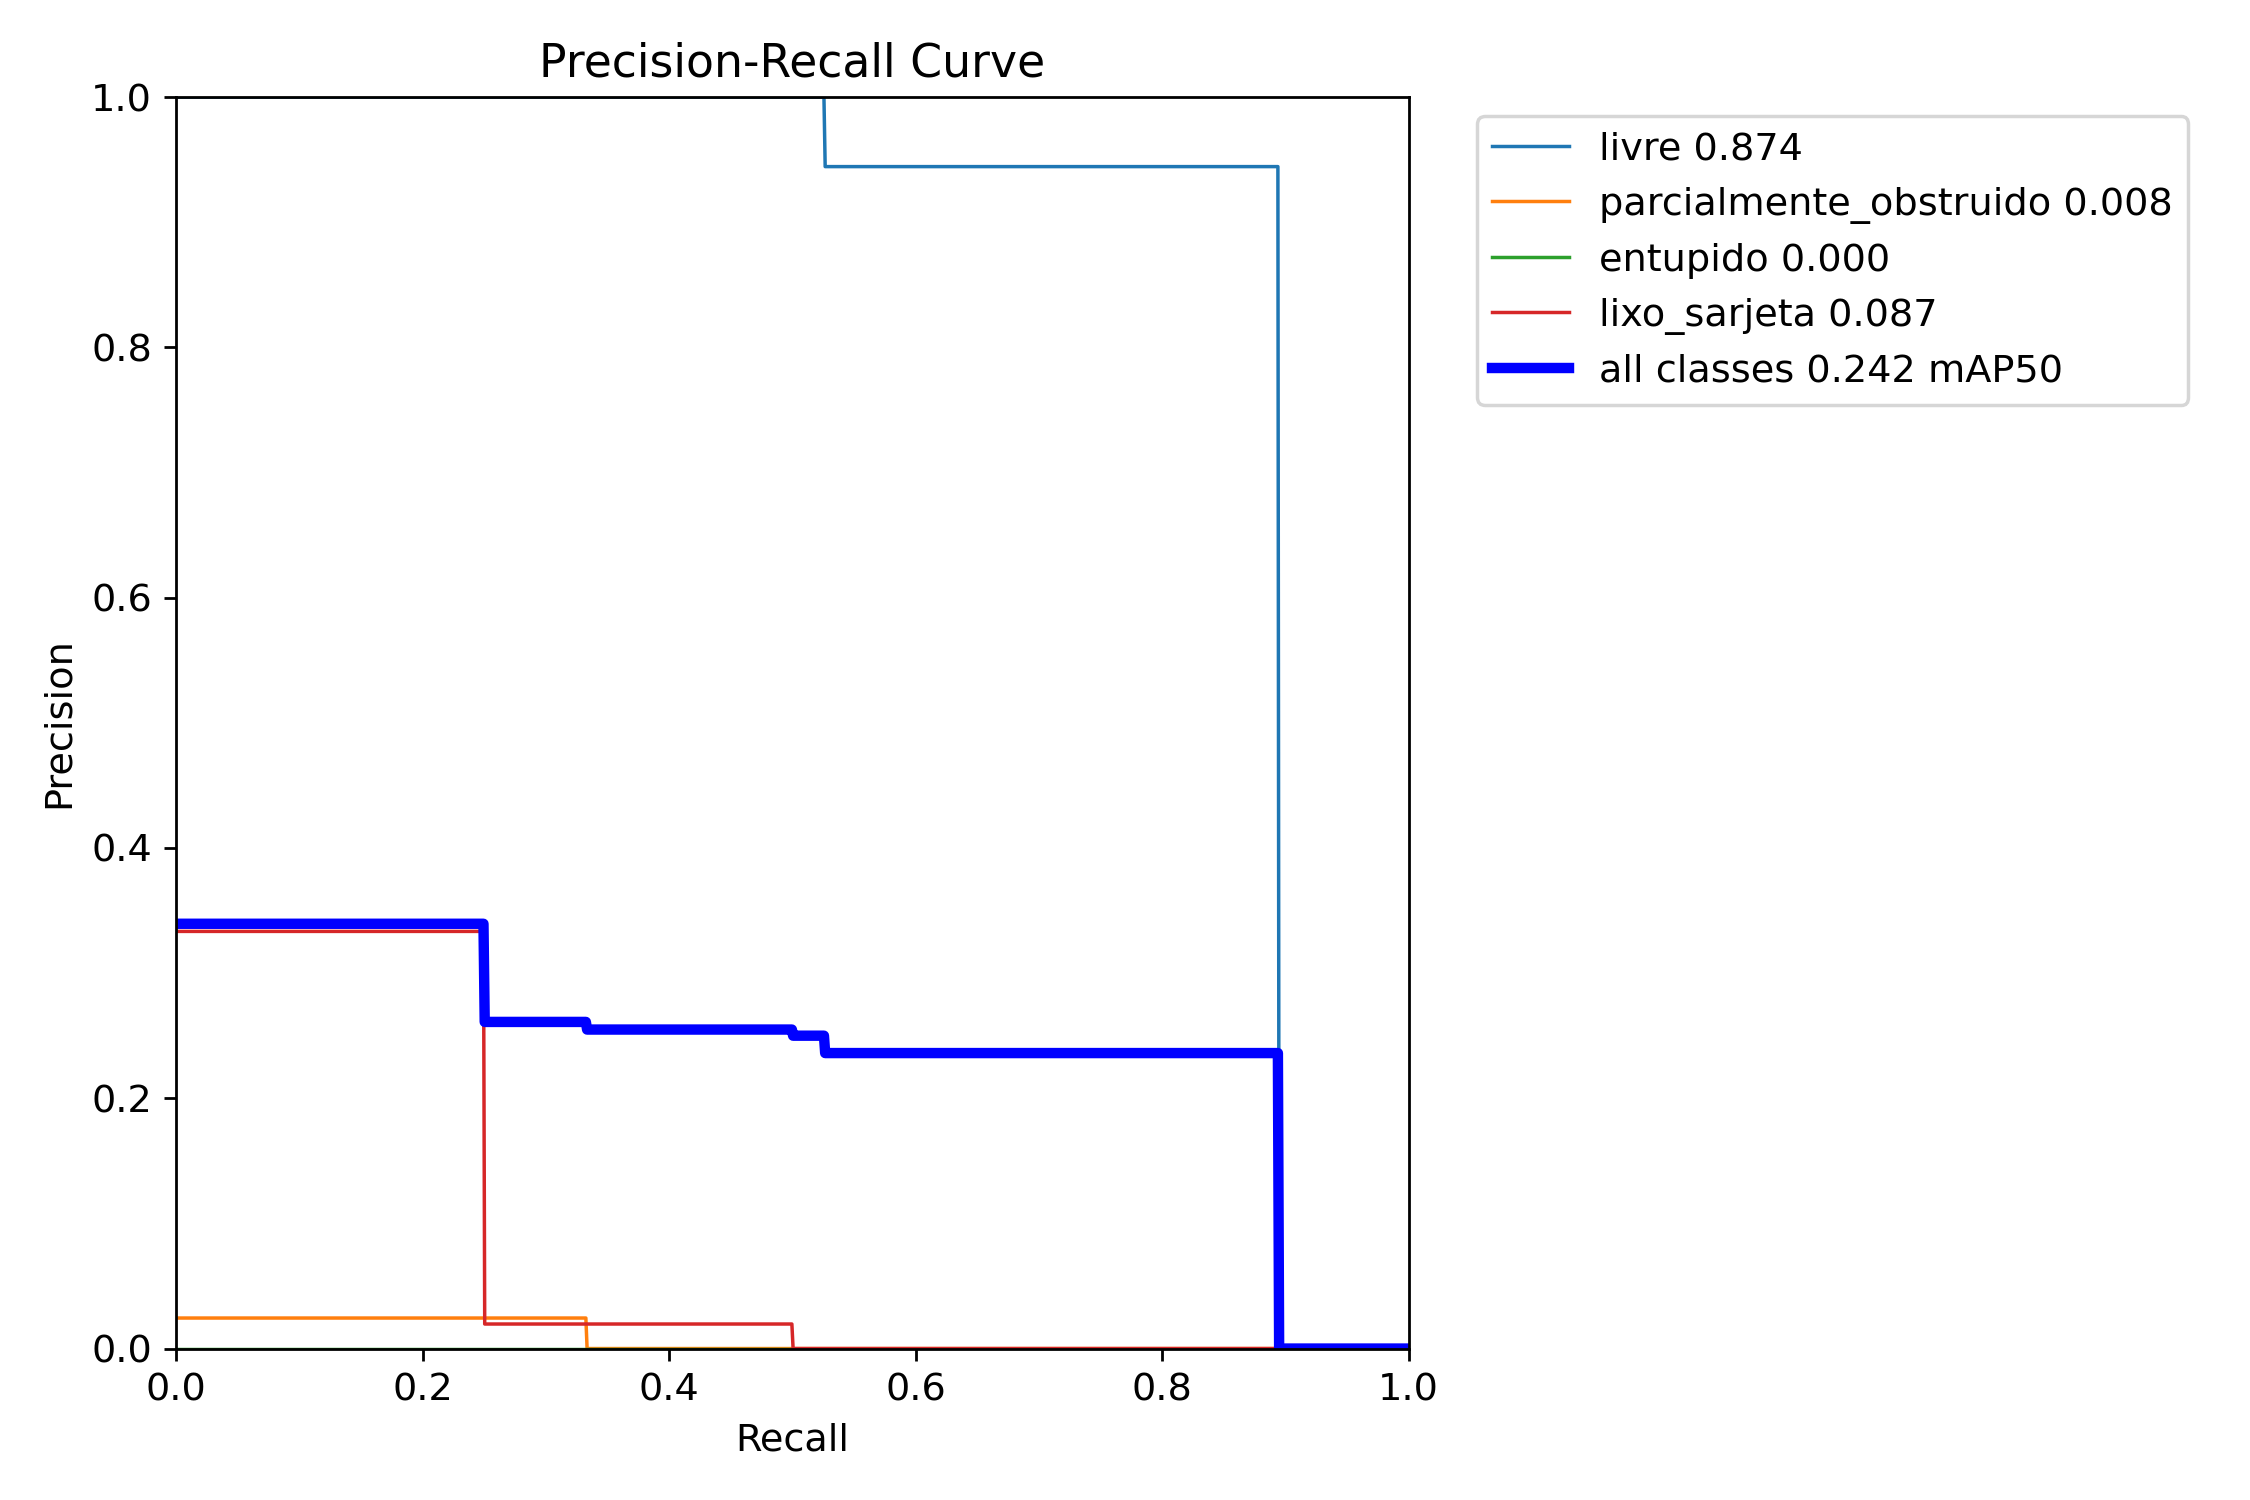 Precision-Recall Curve
1.0
0.8
0.6
0.4
0.2
0.0
Precision
0.0 0.2 0.4 0.6 0.8 1.0
Recall
livre 0.874
parcialmente_obstruido 0.008
entupido 0.000
lixo_sarjeta 0.087
all classes 0.242 mAP50